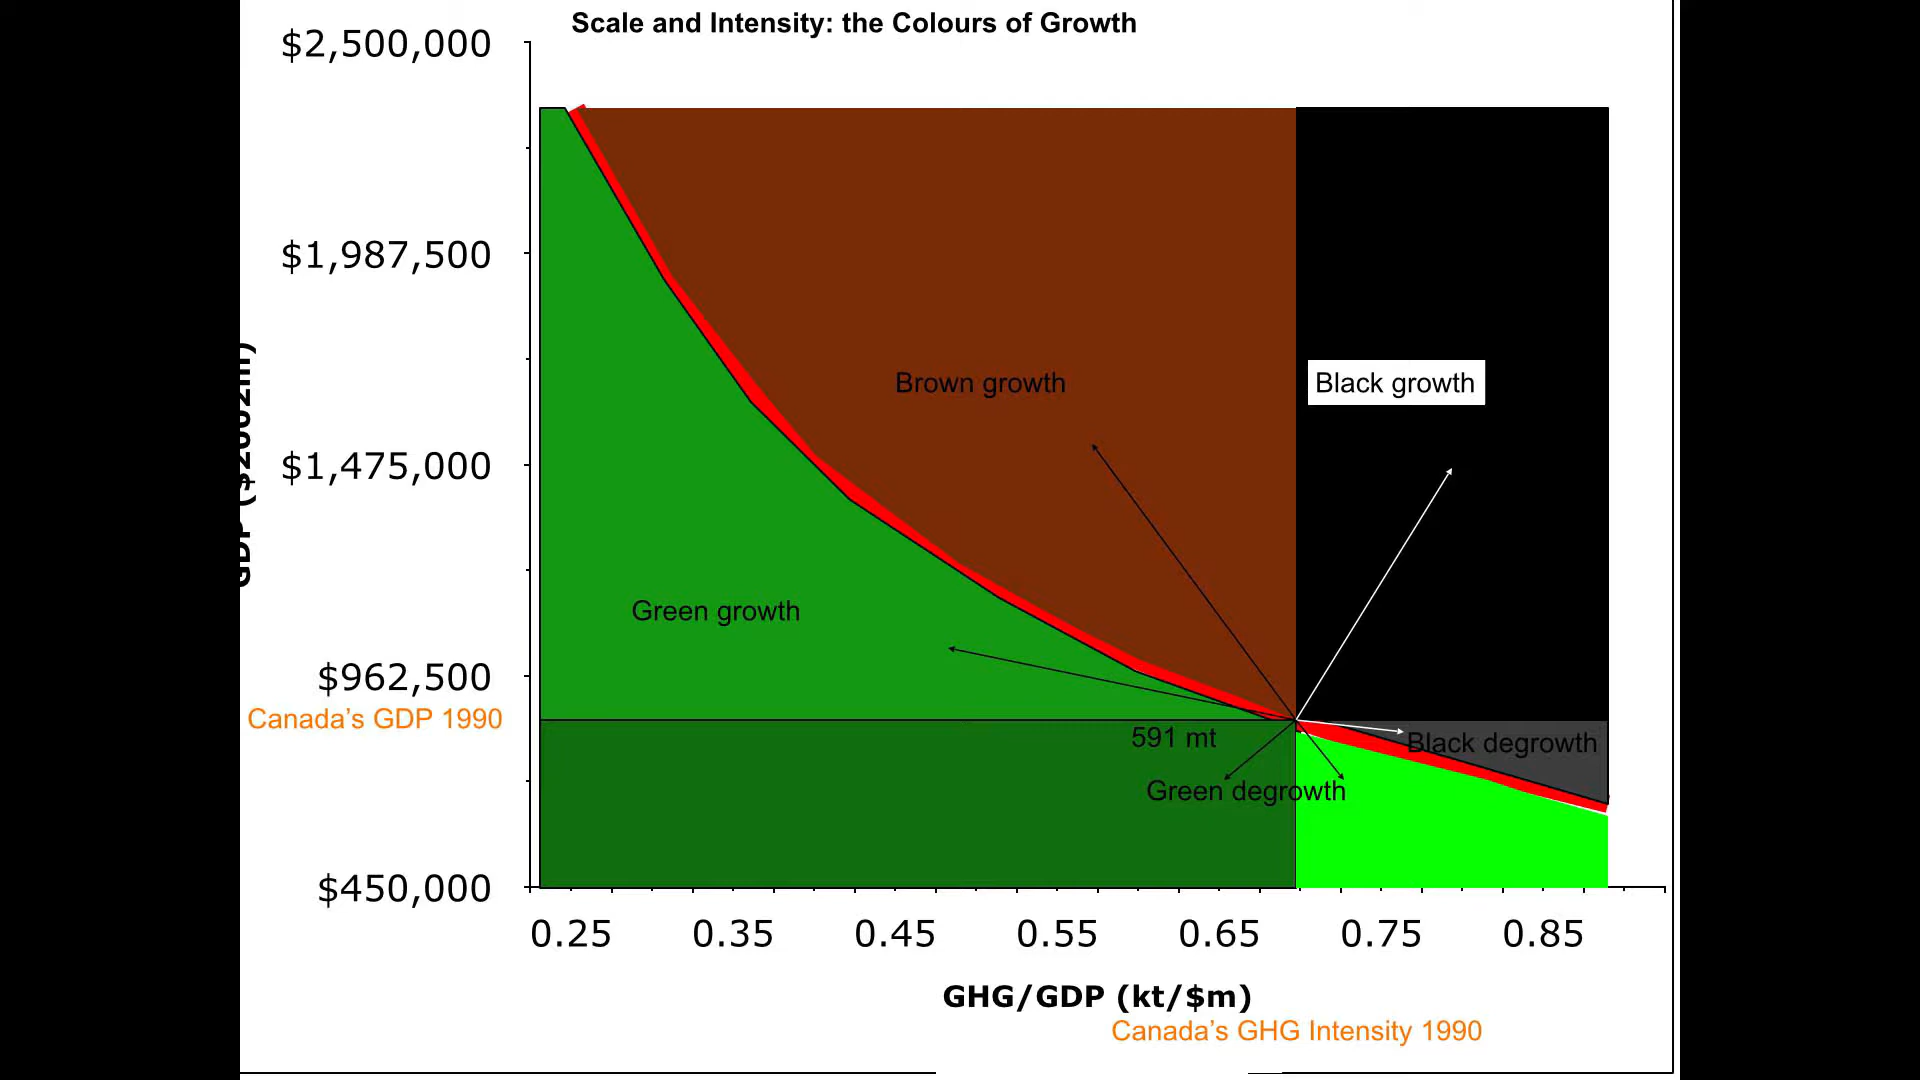 Scale and Intensity: the Colours of Growth
$2,500,000
$1,987,500
$1,475,000
$962,500
$450,000
Canada's GDP 1990
GDP ($2002m)
Brown growth
Black growth
Green growth
591 mt
Black degrowth
Green degrowth
0.25 0.35 0.45 0.55 0.65 0.75 0.85
GHG/GDP (kt/$m)
Canada's GHG Intensity 1990